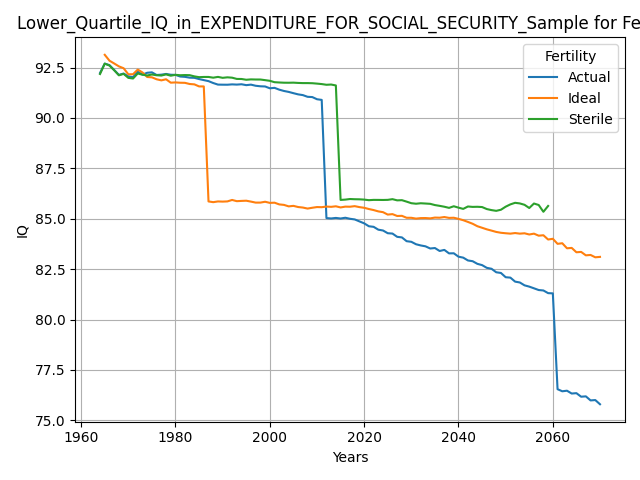 Lower_Quartile_IQ_in_EXPENDITURE_FOR_SOCIAL_SECURITY_Sample for Fe
Fertility
Actual
Ideal
Sterile
IQ
92.5
90.0
87.5
85.0
82.5
80.0
77.5
75.0
1960 1980 2000 2020 2040 2060
Years